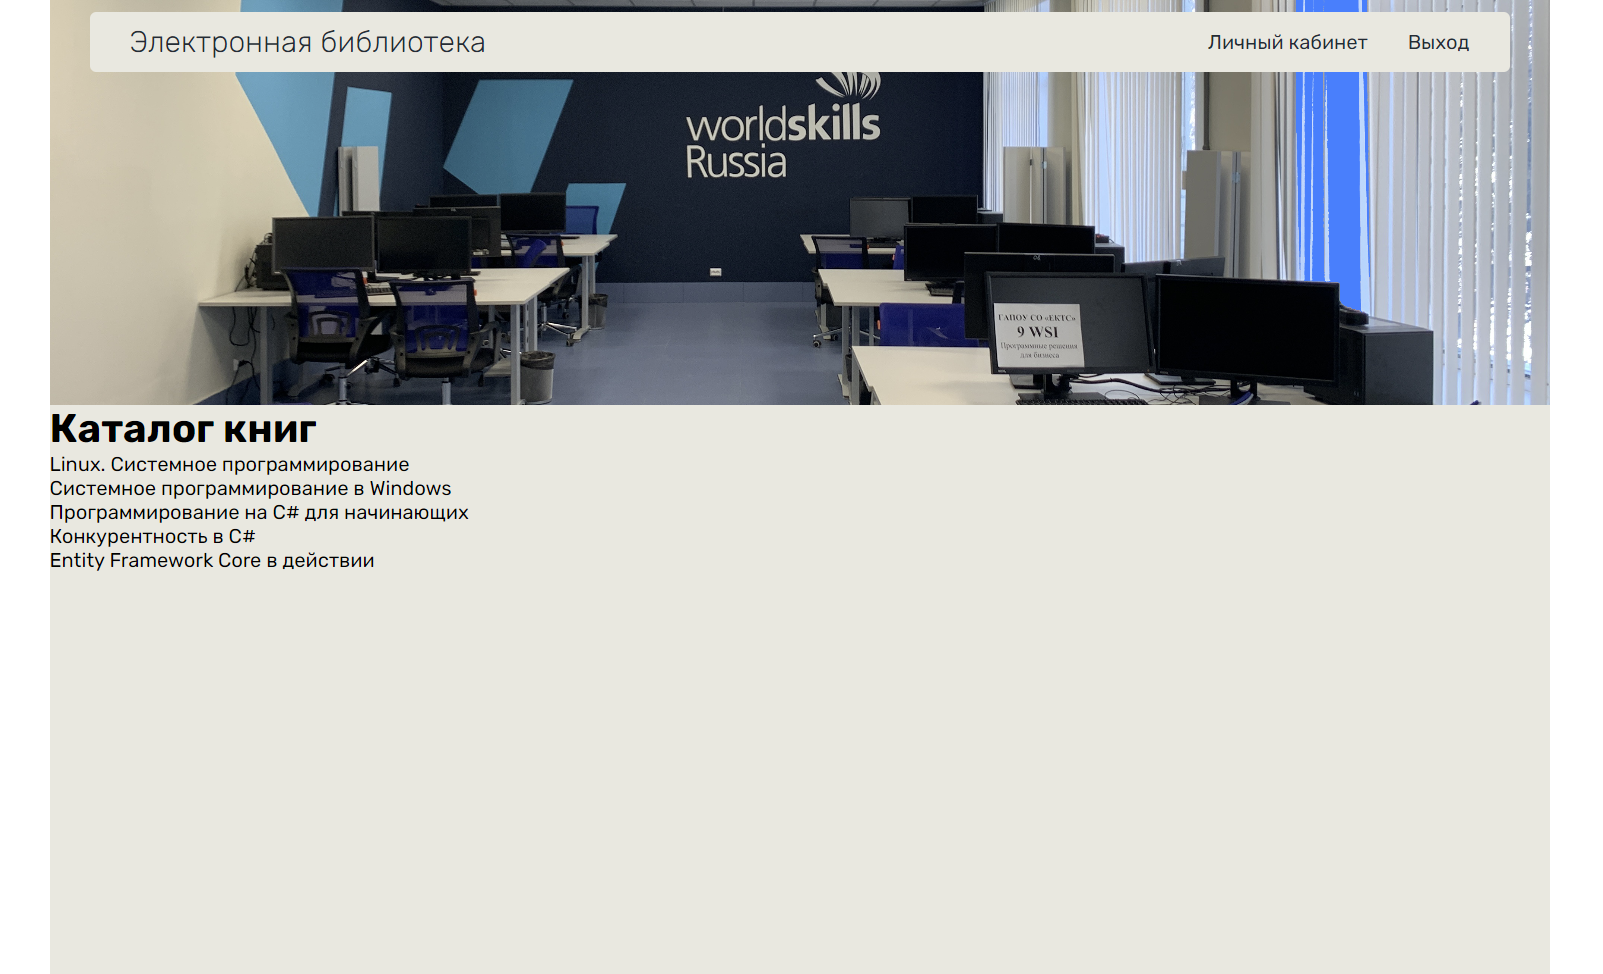 Электронная библиотека
Личный кабинет
Выход
worldskills
Russia
ГАПОУ СО «ЕКТС»
9 WSI
Программные решения
для бизнеса
Каталог книг
Linux. Системное программирование
Системное программирование в Windows
Программирование на C# для начинающих
Конкурентность в C#
Entity Framework Core в действии